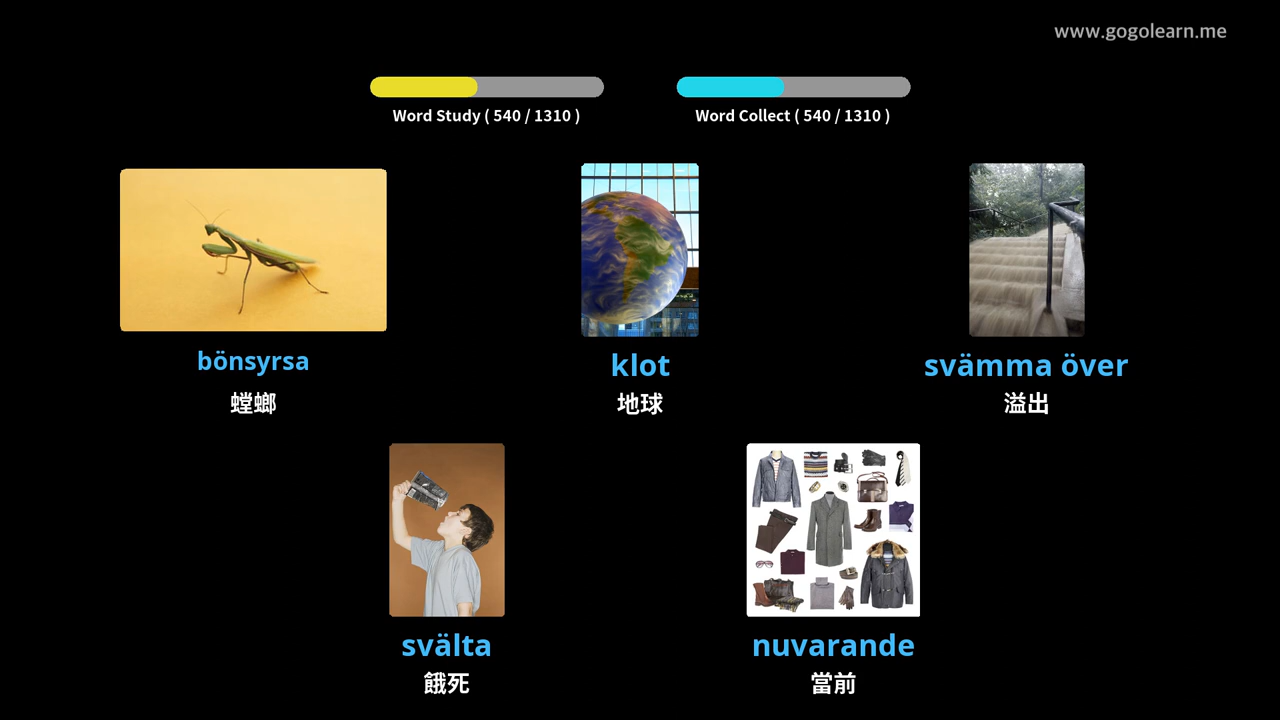 www.gogolearn.me
Word Study ( 540 / 1310 )
Word Collect ( 540 / 1310 )
bönsyrsa
螳螂
klot
地球
svämma över
溢出
svälta
餓死
nuvarande
當前